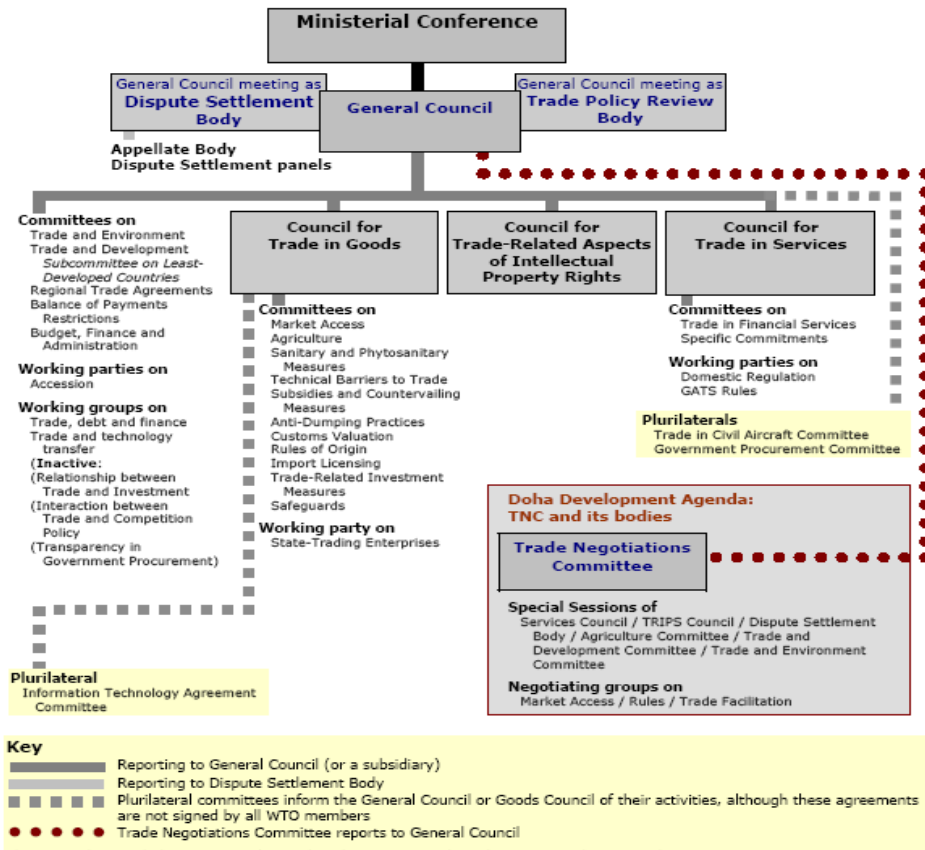 Ministerial Conference
General Council meeting as
Dispute Settlement
Body
General Council
General Council meeting as
Trade Policy Review
Body
Appellate Body
Dispute Settlement panels
Committees on
Trade and Environment
Trade and Development
Subcommittee on Least-
Developed Countries
Regional Trade Agreements
Balance of Payments
Restrictions
Budget, Finance and
Administration
Working parties on
Accession
Working groups on
Trade, debt and finance
Trade and technology
transfer
(Inactive:
(Relationship between
Trade and Investment
(Interaction between
Trade and Competition
Policy
(Transparency in
Government Procurement)
Council for
Trade in Goods
Committees on
Market Access
Agriculture
Sanitary and Phytosanitary
Measures
Technical Barriers to Trade
Subsidies and Countervailing
Measures
Anti-Dumping Practices
Customs Valuation
Rules of Origin
Import Licensing
Trade-Related Investment
Measures
Safeguards
Working party on
State-Trading Enterprises
Council for
Trade-Related Aspects
of Intellectual
Property Rights
Council for
Trade in Services
Committees on
Trade in Financial Services
Specific Commitments
Working parties on
Domestic Regulation
GATS Rules
Plurilaterals
Trade in Civil Aircraft Committee
Government Procurement Committee
Doha Development Agenda:
TNC and its bodies
Trade Negotiations
Committee
Special Sessions of
Services Council / TRIPS Council / Dispute Settlement
Body / Agriculture Committee / Trade and
Development Committee / Trade and Environment
Committee
Negotiating groups on
Market Access / Rules / Trade Facilitation
Plurilateral
Information Technology Agreement
Committee
Key
Reporting to General Council (or a subsidiary)
Reporting to Dispute Settlement Body
Plurilateral committees inform the General Council or Goods Council of their activities, although these agreements
are not signed by all WTO members
Trade Negotiations Committee reports to General Council